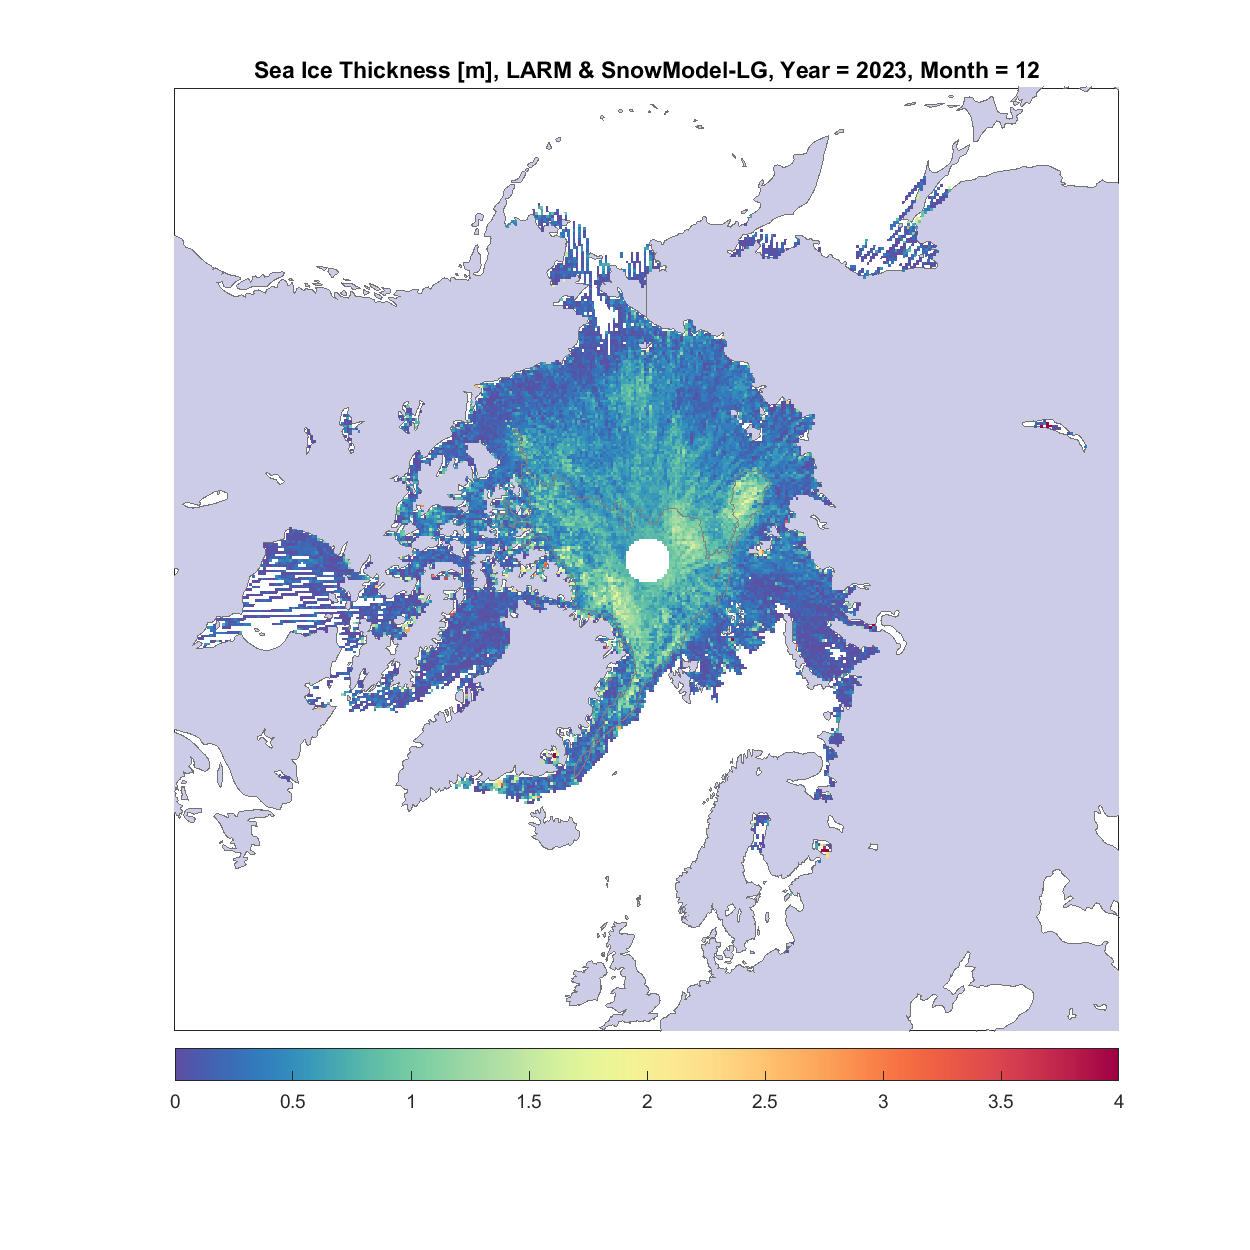 Sea Ice Thickness [m], LARM & SnowModel-LG, Year = 2023, Month = 12
0 0.5 1 1.5 2 2.5 3 3.5 4